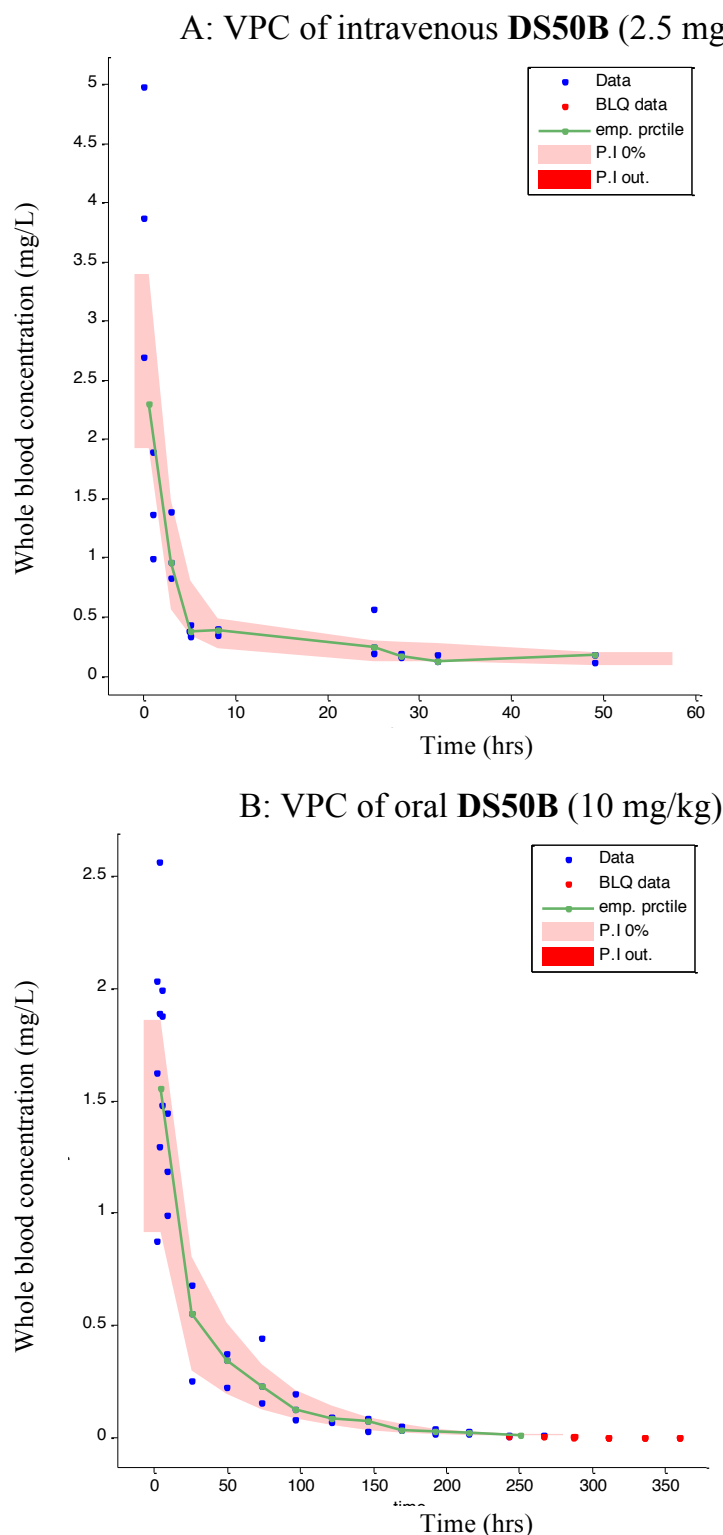 A: VPC of intravenous DS50B (2.5 mg
Data
BLQ data
emp. prctile
P.I 0%
P.I out.
5
4.5
4
3.5
3
2.5
2
1.5
1
0.5
0
Whole blood concentration (mg/L)
0 10 20 30 40 50 60
Time (hrs)
B: VPC of oral DS50B (10 mg/kg)
Data
BLQ data
emp. prctile
P.I 0%
P.I out.
2.5
2
1.5
1
0.5
0
Whole blood concentration (mg/L)
0 50 100 150 200 250 300 350
Time (hrs)